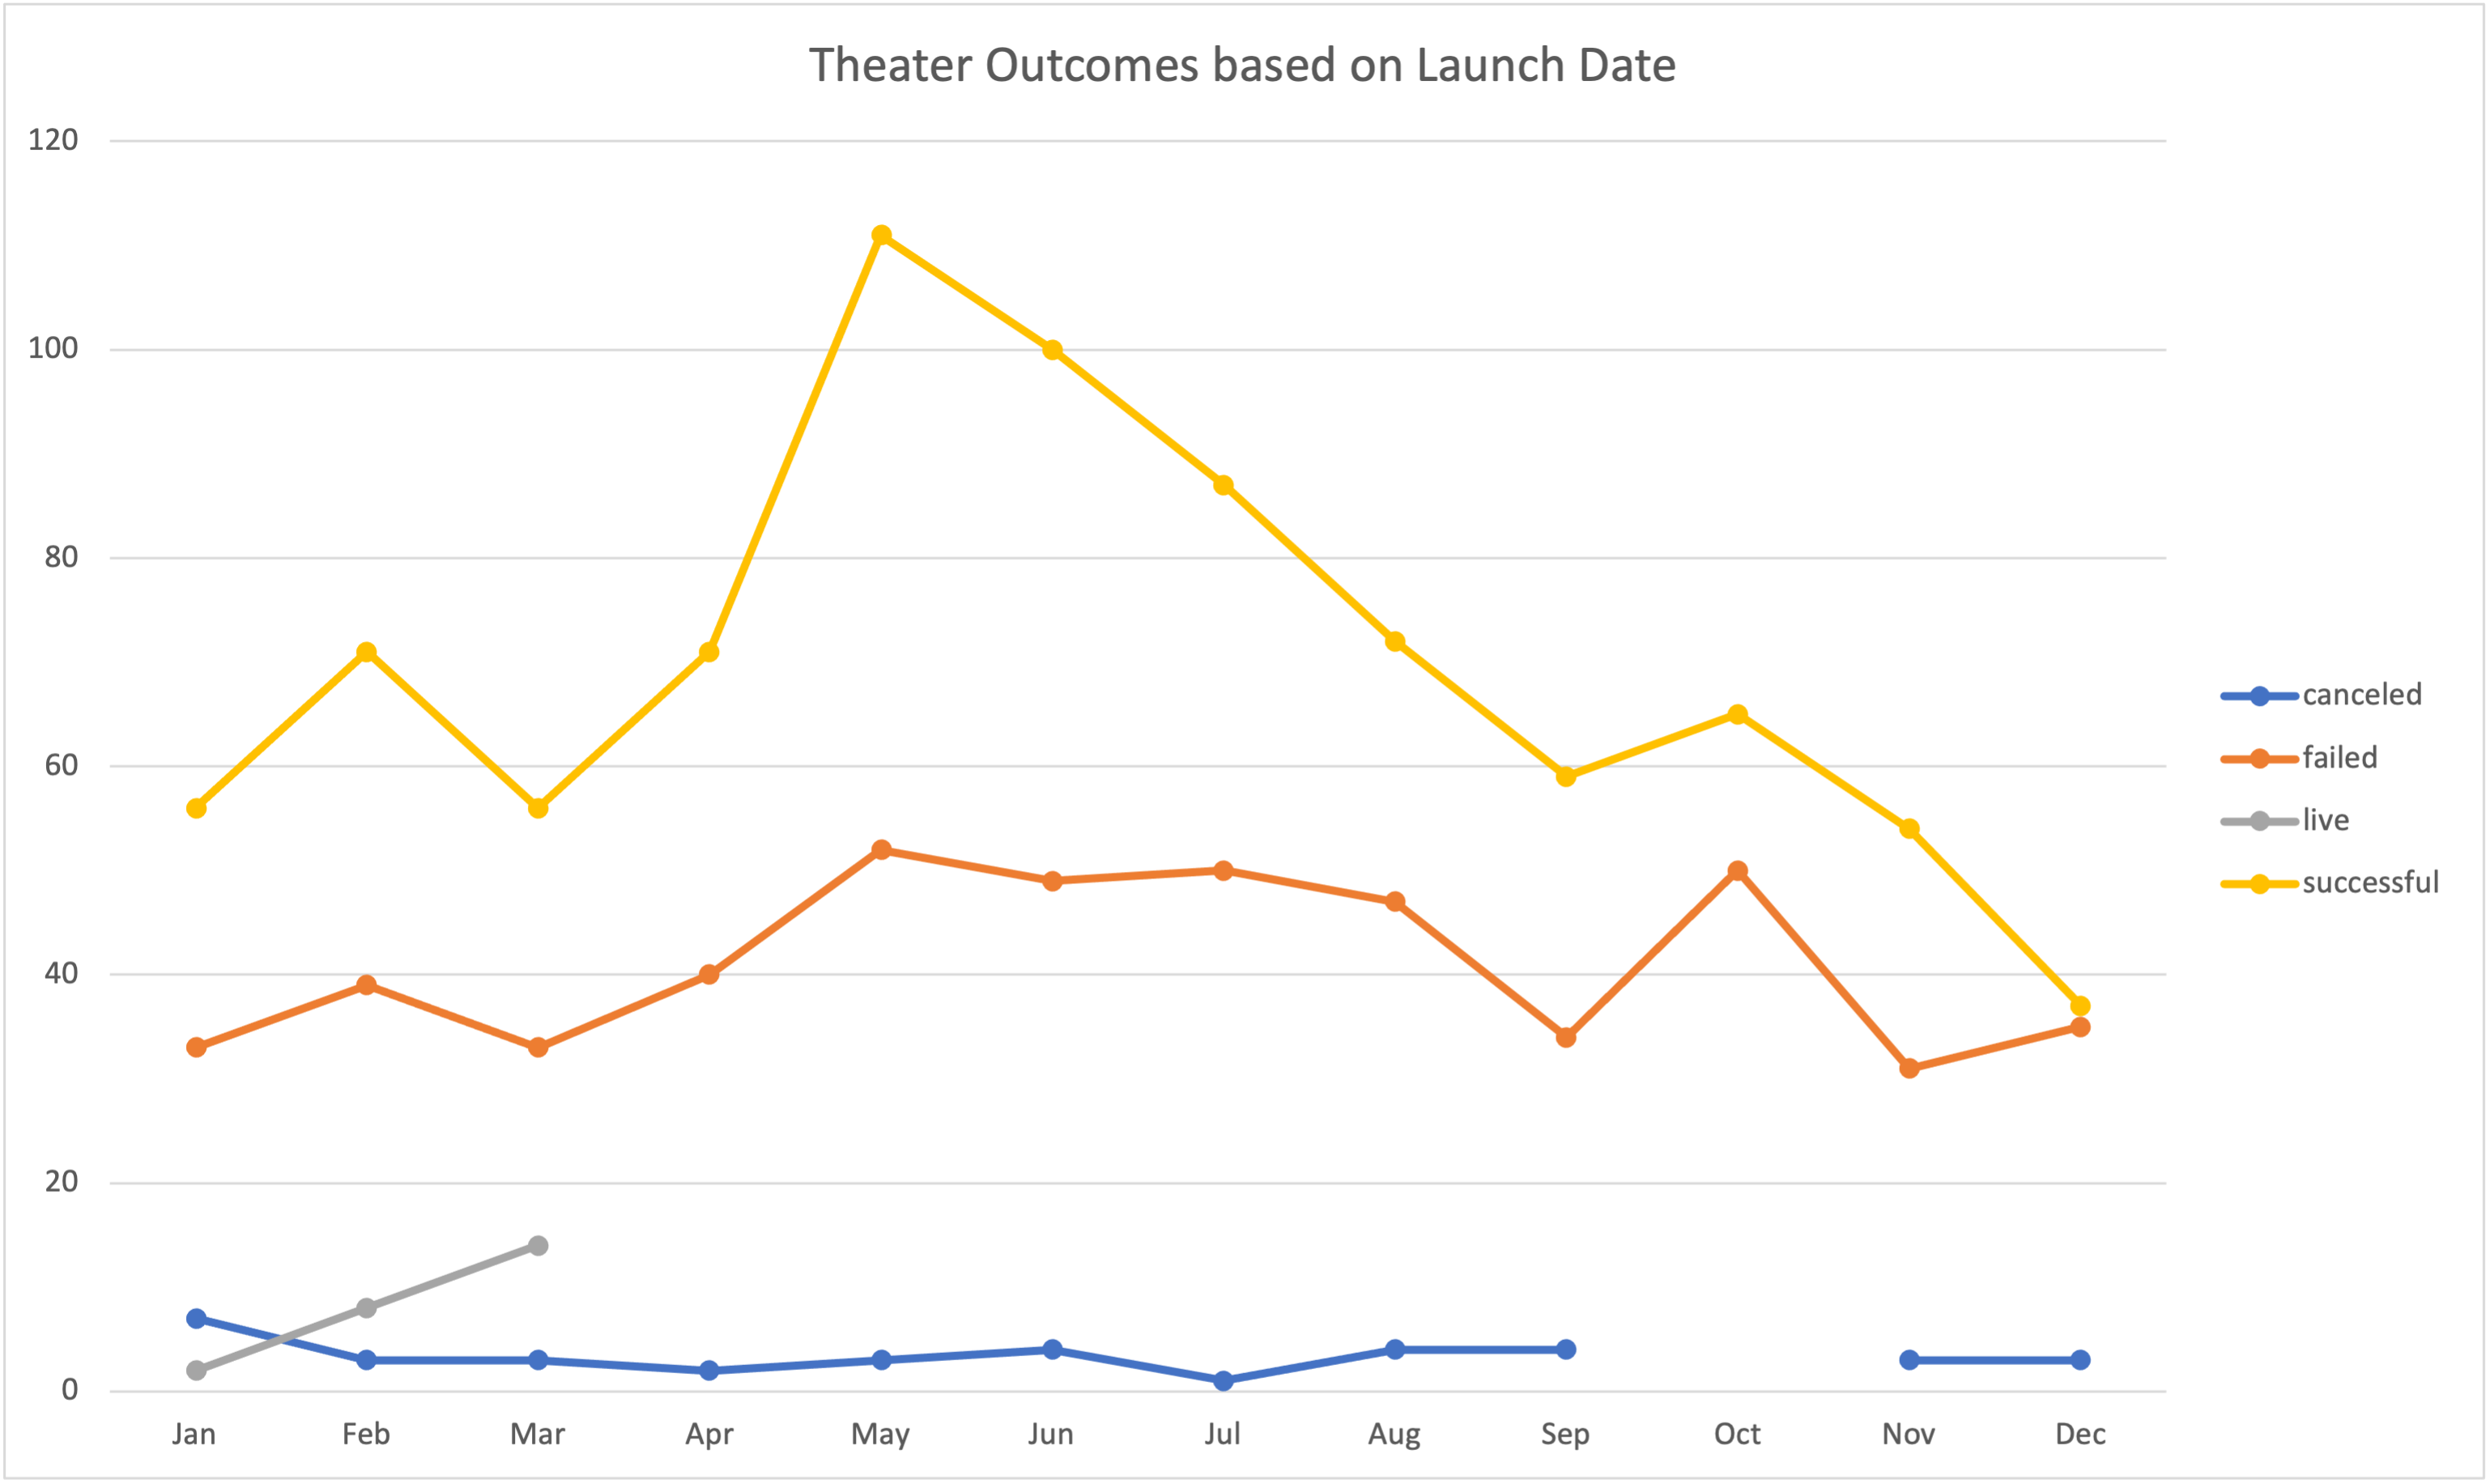 Theater Outcomes based on Launch Date
120
100
80
60
40
20
0
Jan Feb Mar Apr May Jun Jul Aug Sep Oct Nov Dec
canceled
failed
live
successful